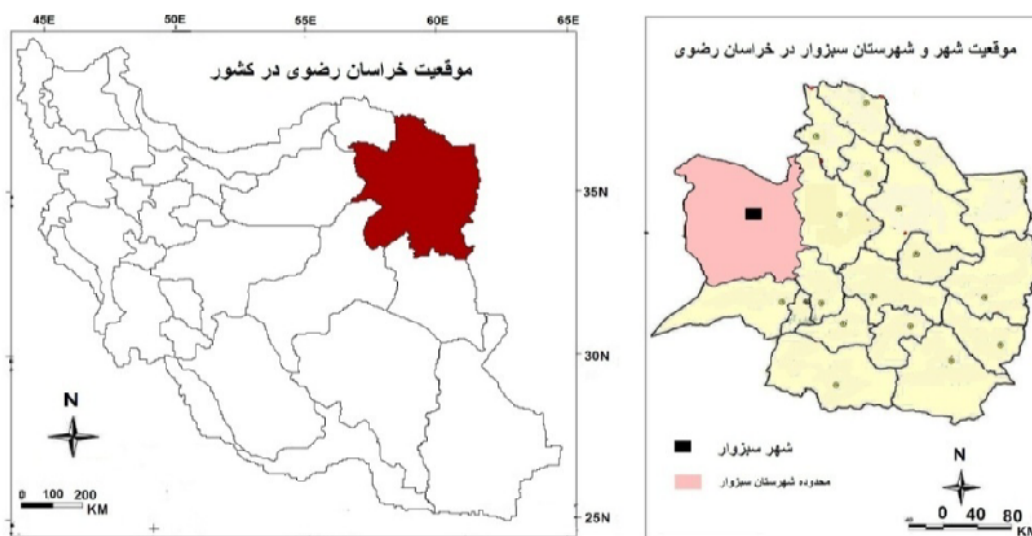 45E 50E 55E 60E 65E
موقعیت خراسان رضوی در کشور
35N
30N
25N
N
0 100 200
KM
موقعیت شهر و شهرستان سبزوار در خراسان رضوی
شهر سبزوار
محدوده شهرستان سبزوار
N
0 40 80
KM